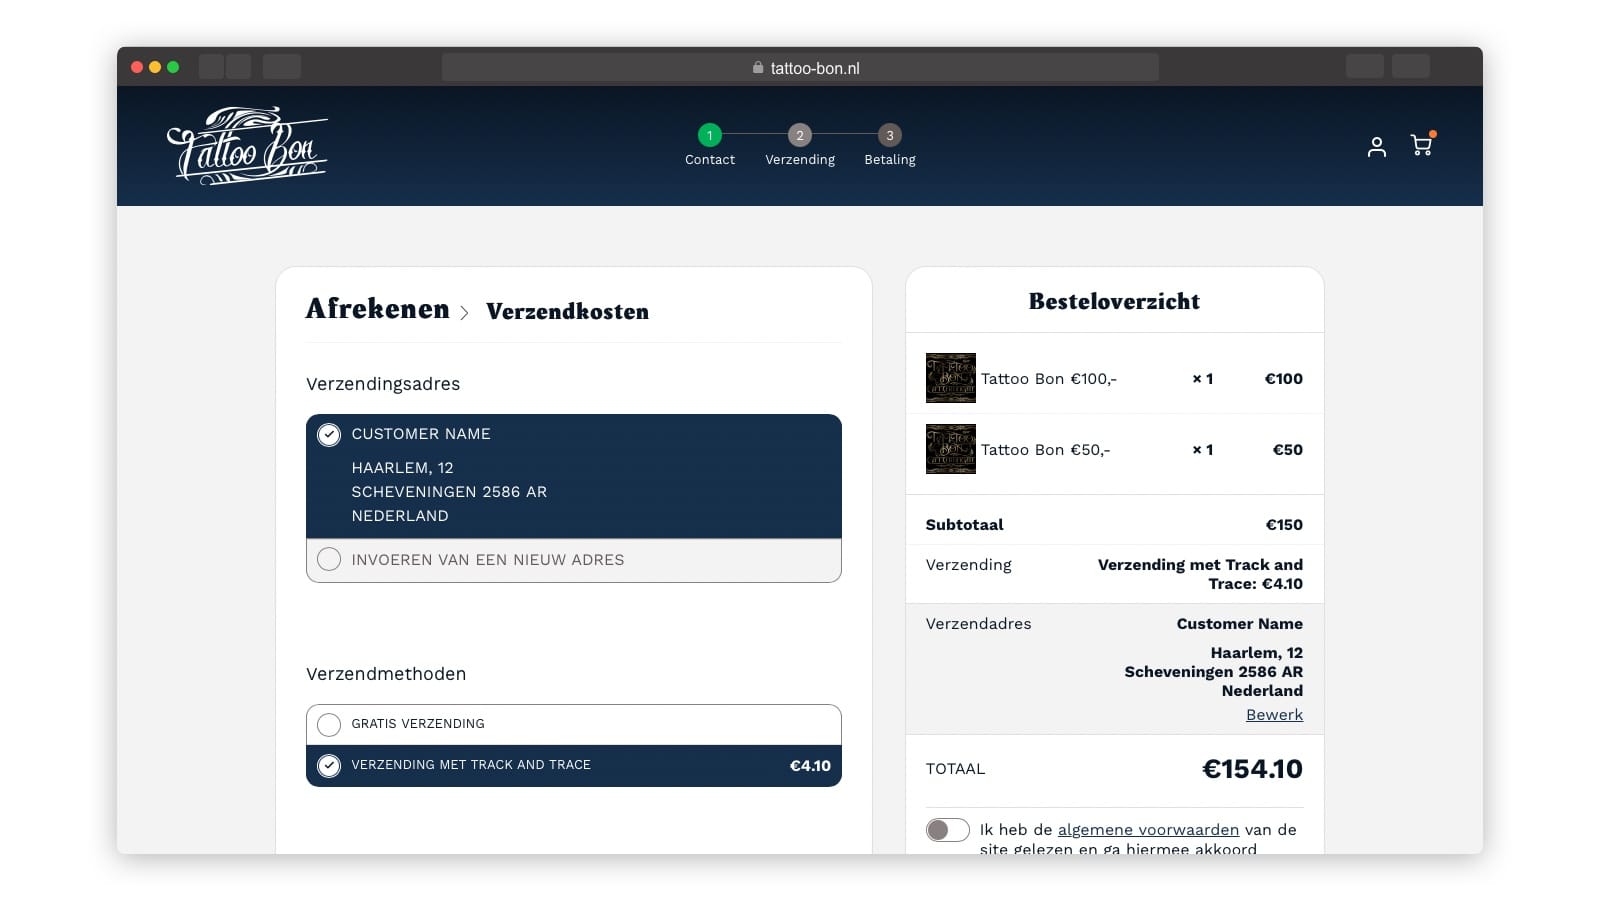 tattoo-bon.nl
Tattoo Bon
1
2
3
Contact
Verzending
Betaling
Afrekenen > Verzendkosten
Verzendingsadres
CUSTOMER NAME
HAARLEM, 12
SCHEVENINGEN 2586 AR
NEDERLAND
INVOEREN VAN EEN NIEUW ADRES
Verzendmethoden
GRATIS VERZENDING
VERZENDING MET TRACK AND TRACE €4.10
Besteloverzicht
Tattoo Bon €100,- × 1 €100
Tattoo Bon €50,- × 1 €50
Subtotaal €150
Verzending Verzending met Track and
Trace: €4.10
Verzendadres Customer Name
Haarlem, 12
Scheveningen 2586 AR
Nederland
Bewerk
TOTAAL €154.10
Ik heb de algemene voorwaarden van de
site gelezen en ga hiermee akkoord